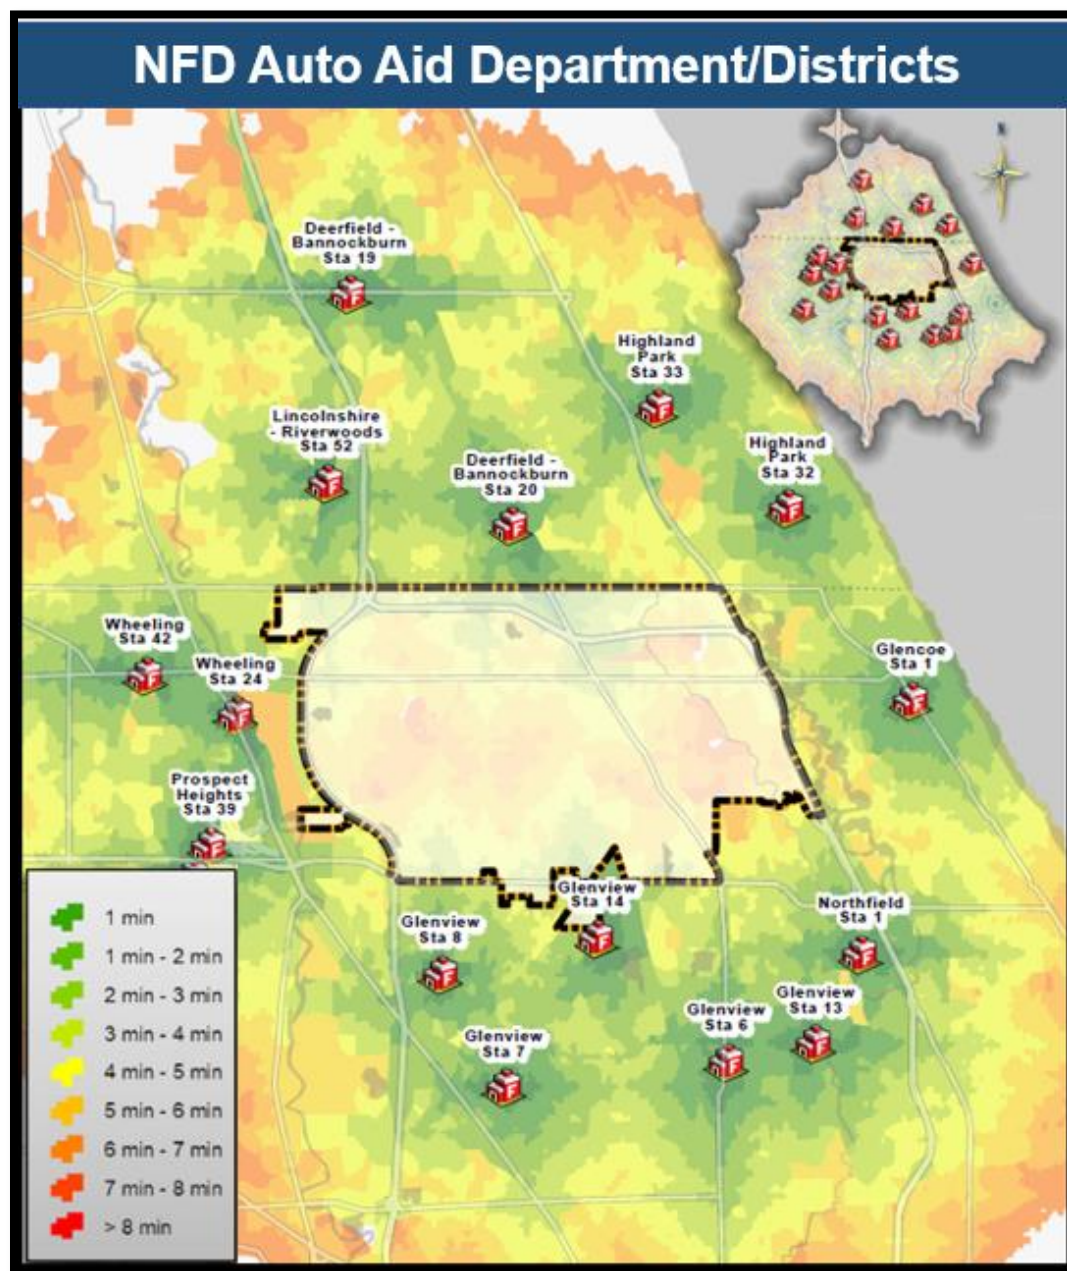 NFD Auto Aid Department/Districts
N
Deerfield -
Bannockburn
Sta 19
Highland
Park
Sta 33
Lincolnshire
- Riverwoods
Sta 52
Deerfield -
Bannockburn
Sta 20
Highland
Park
Sta 32
Wheeling
Sta 42
Wheeling
Sta 24
Glencoe
Sta 1
Prospect
Heights
Sta 39
Glenview
Sta 14
Glenview
Sta 8
Northfield
Sta 1
Glenview
Sta 13
Glenview
Sta 6
Glenview
Sta 7
1 min
1 min - 2 min
2 min - 3 min
3 min - 4 min
4 min - 5 min
5 min - 6 min
6 min - 7 min
7 min - 8 min
> 8 min